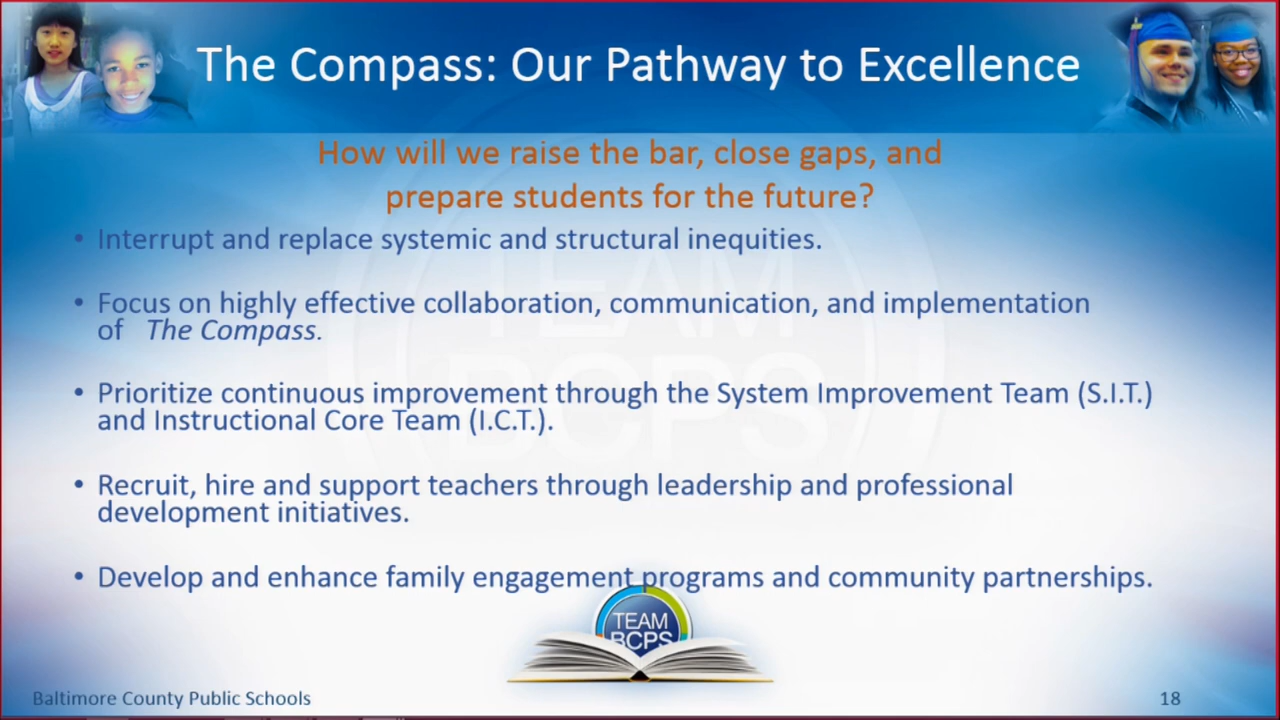 The Compass: Our Pathway to Excellence
How will we raise the bar, close gaps, and
prepare students for the future?
• Interrupt and replace systemic and structural inequities.
• Focus on highly effective collaboration, communication, and implementation
of The Compass.
• Prioritize continuous improvement through the System Improvement Team (S.I.T.)
and Instructional Core Team (I.C.T.).
• Recruit, hire and support teachers through leadership and professional
development initiatives.
• Develop and enhance family engagement programs and community partnerships.
TEAM
BCPS
TEAM
BCPS
Baltimore County Public Schools
18